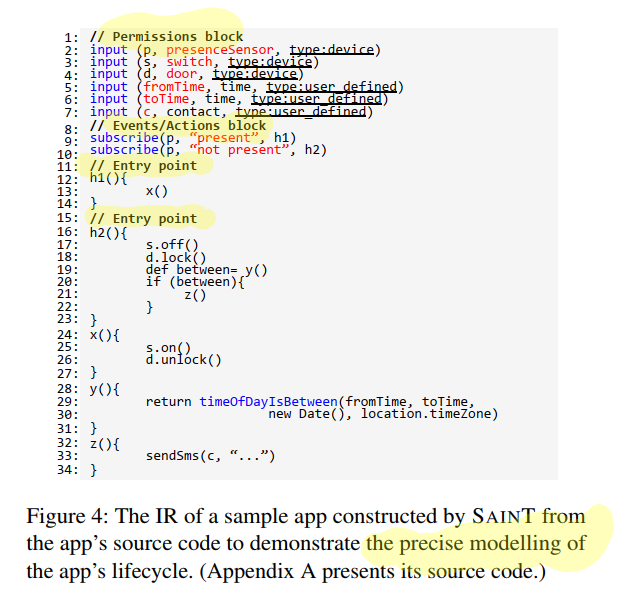 1: // Permissions block
2: input (p, presenceSensor, type:device)
3: input (s, switch, type:device)
4: input (d, door, type:device)
5: input (fromTime, time, type:user_defined)
6: input (toTime, time, type:user_defined)
7: input (c, contact, type:user_defined)
8: // Events/Actions block
9: subscribe(p, “present”, h1)
10: subscribe(p, “not present”, h2)
11: // Entry point
12: h1(){
13: x()
14: }
15: // Entry point
16: h2(){
17: s.off()
18: d.lock()
19: def between= y()
20: if (between){
21: z()
22: }
23: }
24: x(){
25: s.on()
26: d.unlock()
27: }
28: y(){
29: return timeOfDayIsBetween(fromTime, toTime,
30: new Date(), location.timeZone)
31: }
32: z(){
33: sendSms(c, “...”)
34: }
Figure 4: The IR of a sample app constructed by SAINT from
the app’s source code to demonstrate the precise modelling of
the app’s lifecycle. (Appendix A presents its source code.)